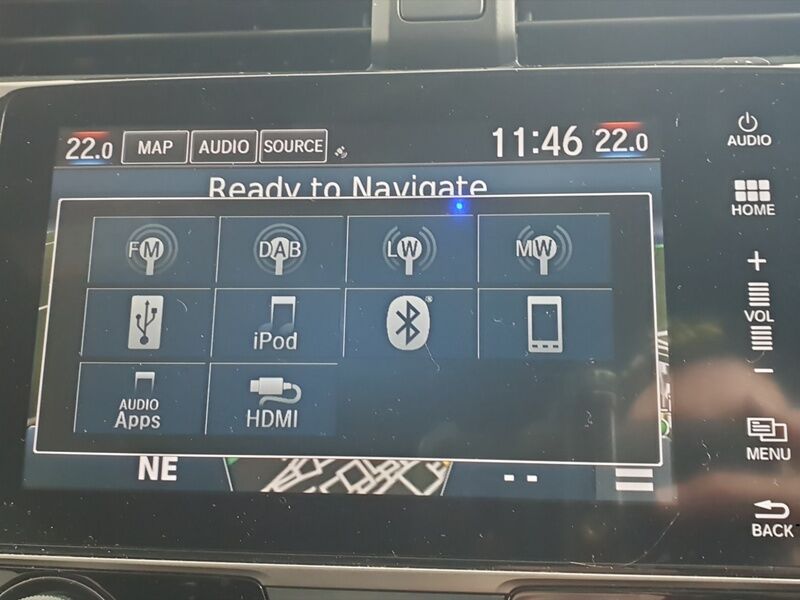 22.0 MAP AUDIO SOURCE 11:46 22.0
Ready to Navigate
FM DAB LW MW
iPod
AUDIO
Apps
HDMI
NE
--
AUDIO
HOME
+
VOL
-
MENU
BACK